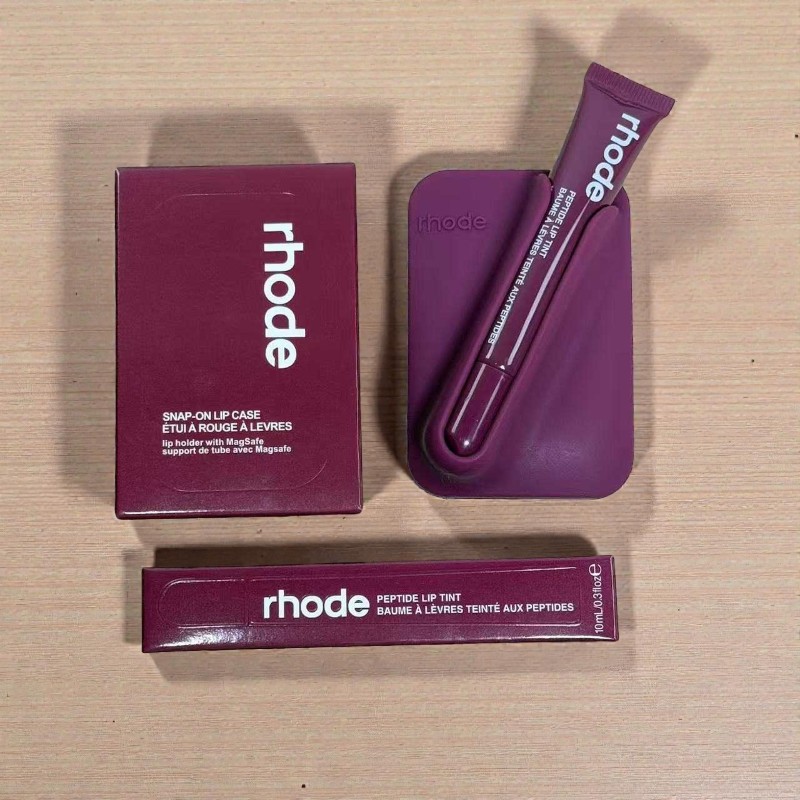 rhode
SNAP-ON LIP CASE
ÉTUI À ROUGE À LEVRES
lip holder with MagSafe
support de tube avec Magsafe
rhode
rhode
PEPTIDE LIP TINT
BAUME À LÈVRES TEINTÉ AUX PEPTIDES
rhode
PEPTIDE LIP TINT
BAUME À LÈVRES TEINTÉ AUX PEPTIDES
10mL/0.3floz℮